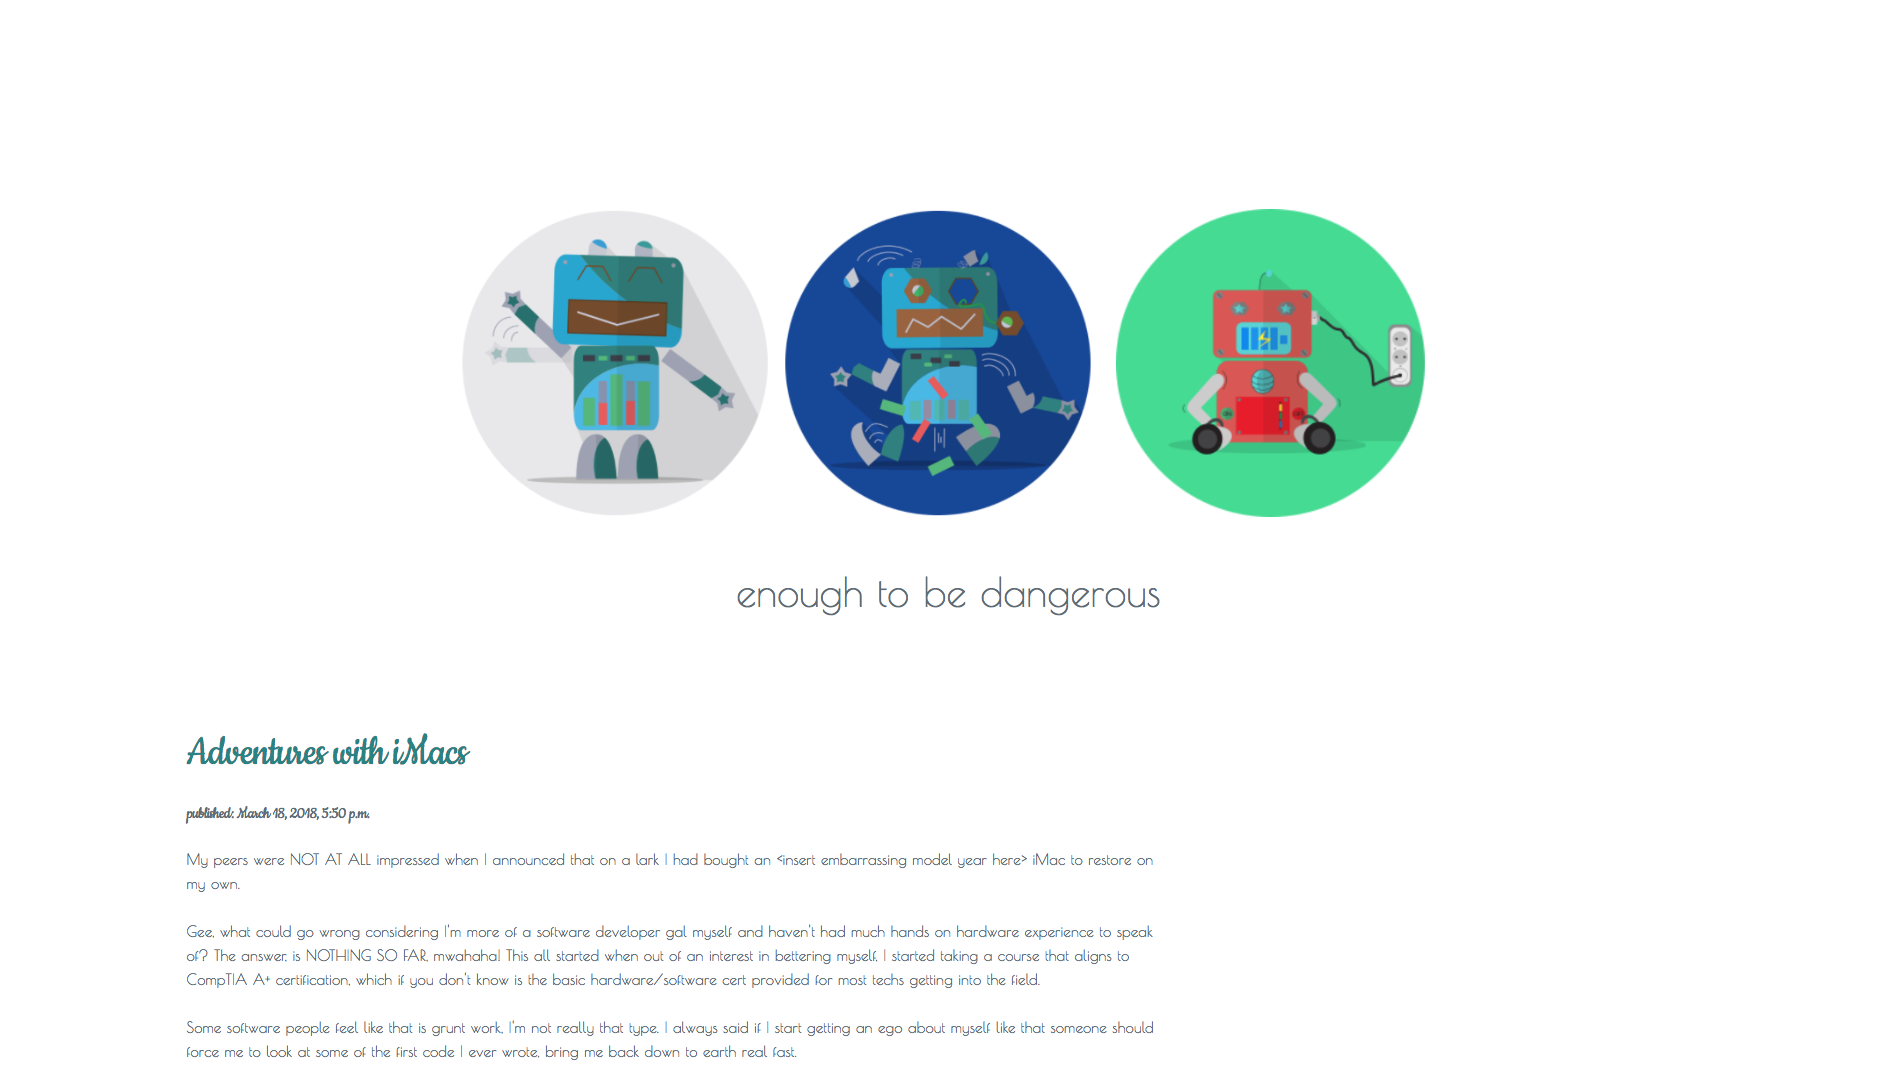 enough to be dangerous
Adventures with iMacs
published: March 18, 2018, 5:50 p.m.
My peers were NOT AT ALL impressed when I announced that on a lark I had bought an <insert embarrassing model year here> iMac to restore on
my own.
Gee, what could go wrong considering I'm more of a software developer gal myself and haven't had much hands on hardware experience to speak
of? The answer, is NOTHING SO FAR, mwahaha! This all started when out of an interest in bettering myself, I started taking a course that aligns to
CompTIA A+ certification, which if you don't know is the basic hardware/software cert provided for most techs getting into the field.
Some software people feel like that is grunt work, I'm not really that type. I always said if I start getting an ego about myself like that someone should
force me to look at some of the first code I ever wrote, bring me back down to earth real fast.